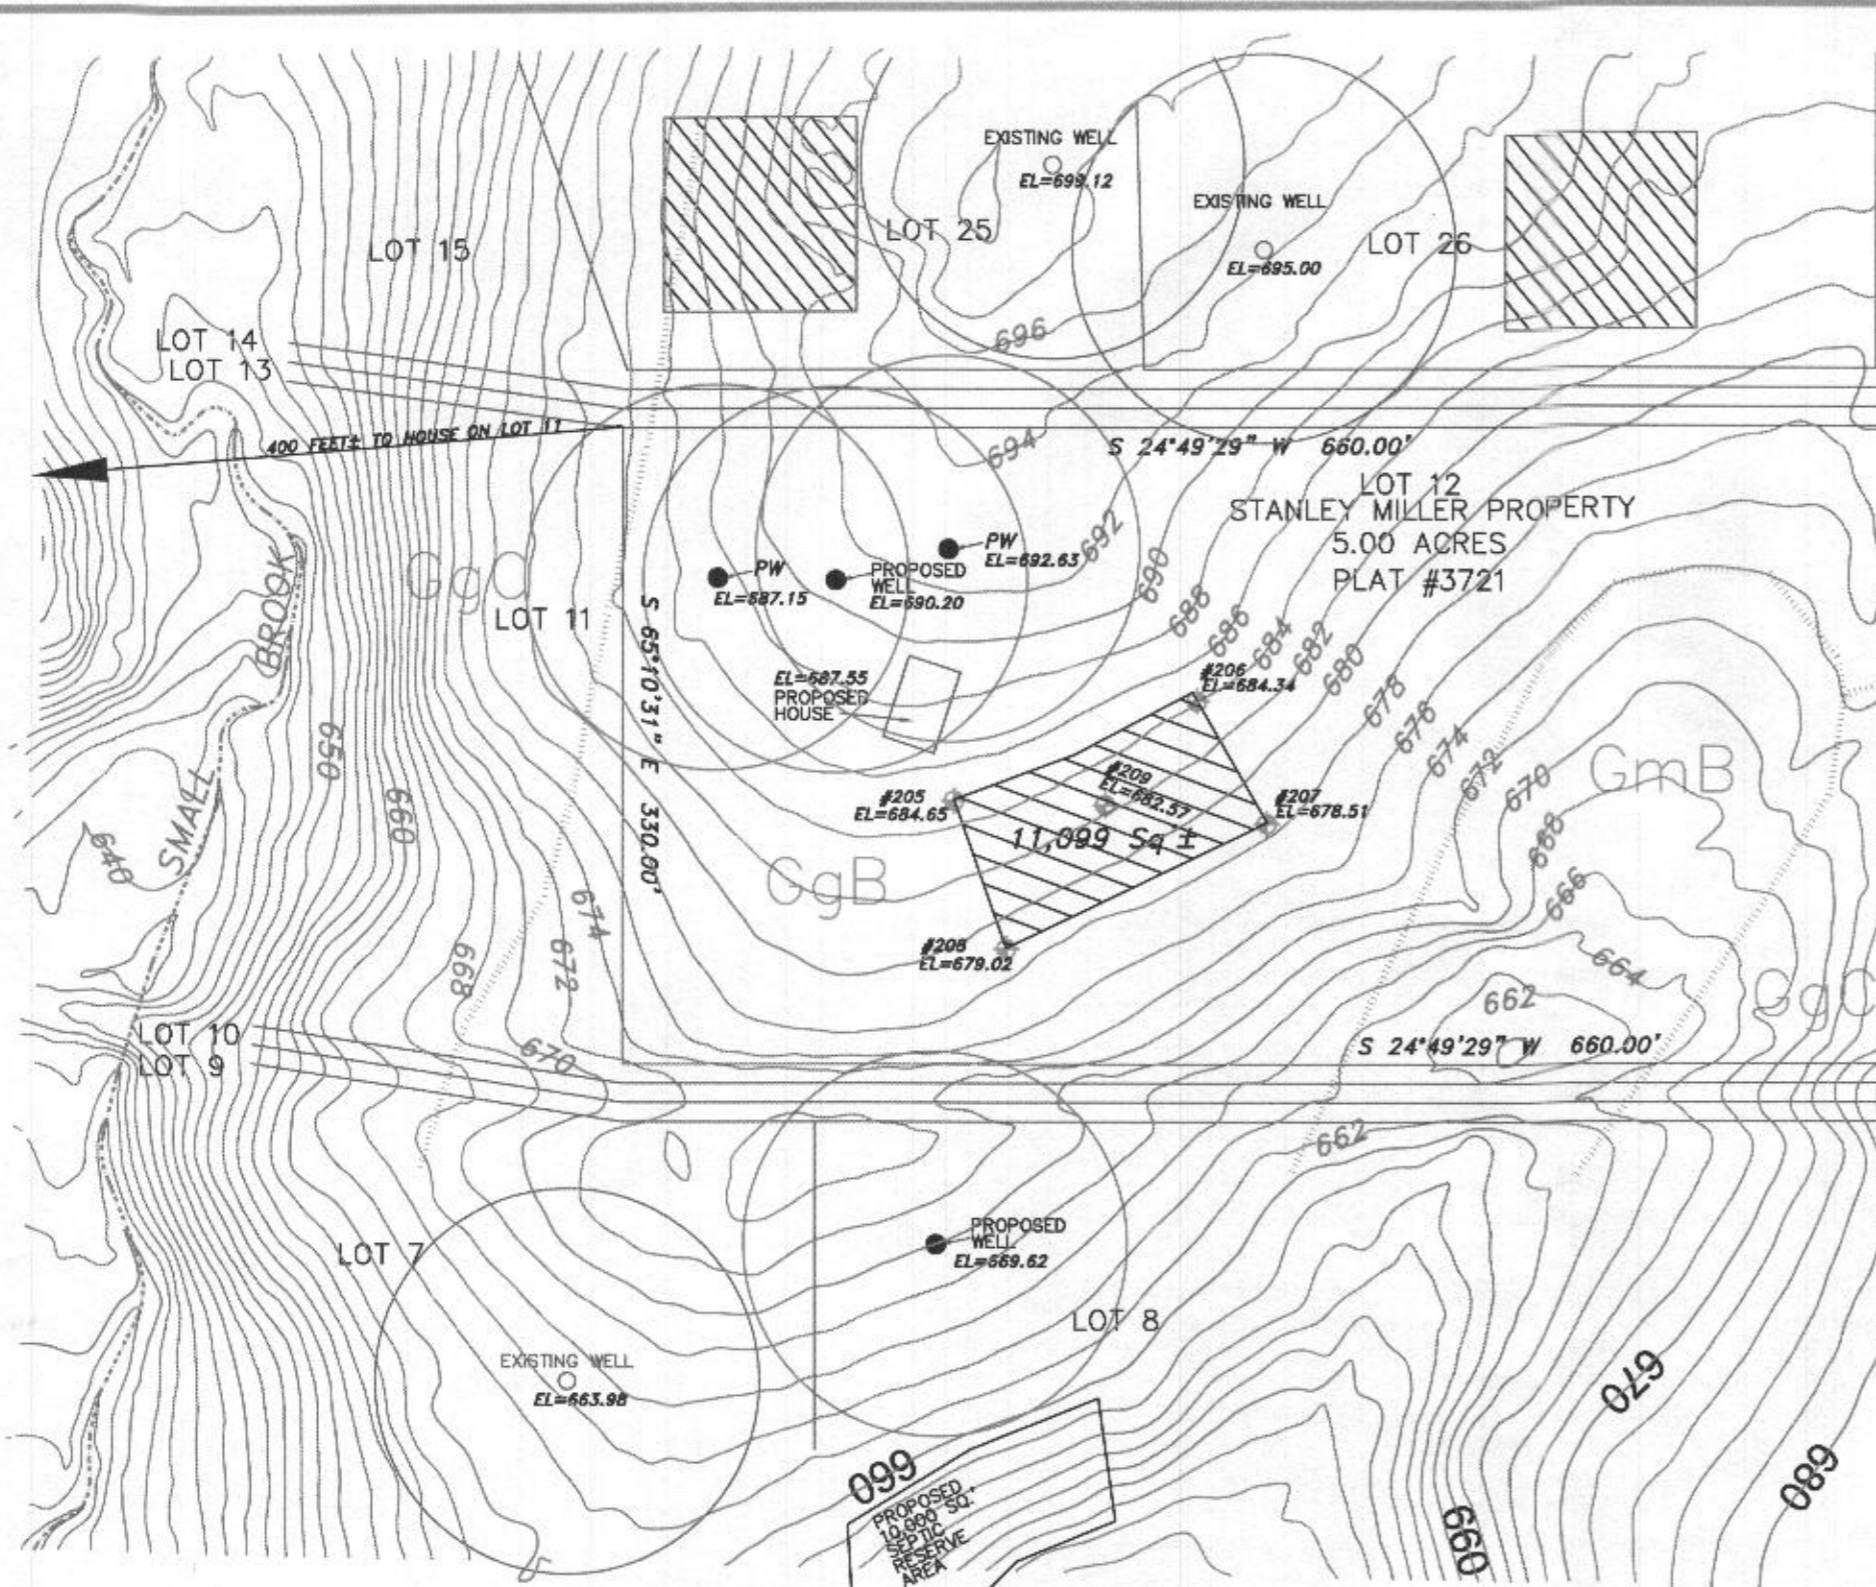 EXISTING WELL
EL=699.12
EXISTING WELL
EL=695.00
LOT 15
LOT 25
LOT 26
LOT 14
LOT 13
696
400 FEET± TO HOUSE ON LOT 11
694
S 24°49'29" W 660.00'
LOT 12
STANLEY MILLER PROPERTY
5.00 ACRES
PLAT #3721
PW
EL=692.63
692
PW
EL=687.15
PROPOSED
WELL
EL=690.20
690
688
686
684
682
680
678
676
674
672
670
668
666
664
662
GgC
LOT 11
BROOK
SMALL
S 65°10'31" E 330.00'
EL=687.55
PROPOSED
HOUSE
#206
EL=684.34
#209
EL=682.57
#205
EL=684.65
#207
EL=678.51
11,099 Sq ±
GgB
GmB
#208
EL=679.02
650
660
640
674
672
668
670
LOT 10
LOT 9
S 24°49'29" W 660.00'
662
LOT 7
PROPOSED
WELL
EL=669.62
LOT 8
EXISTING WELL
EL=663.98
660
PROPOSED
10,000 SQ.'
SEPTIC
RESERVE
AREA
660
670
680